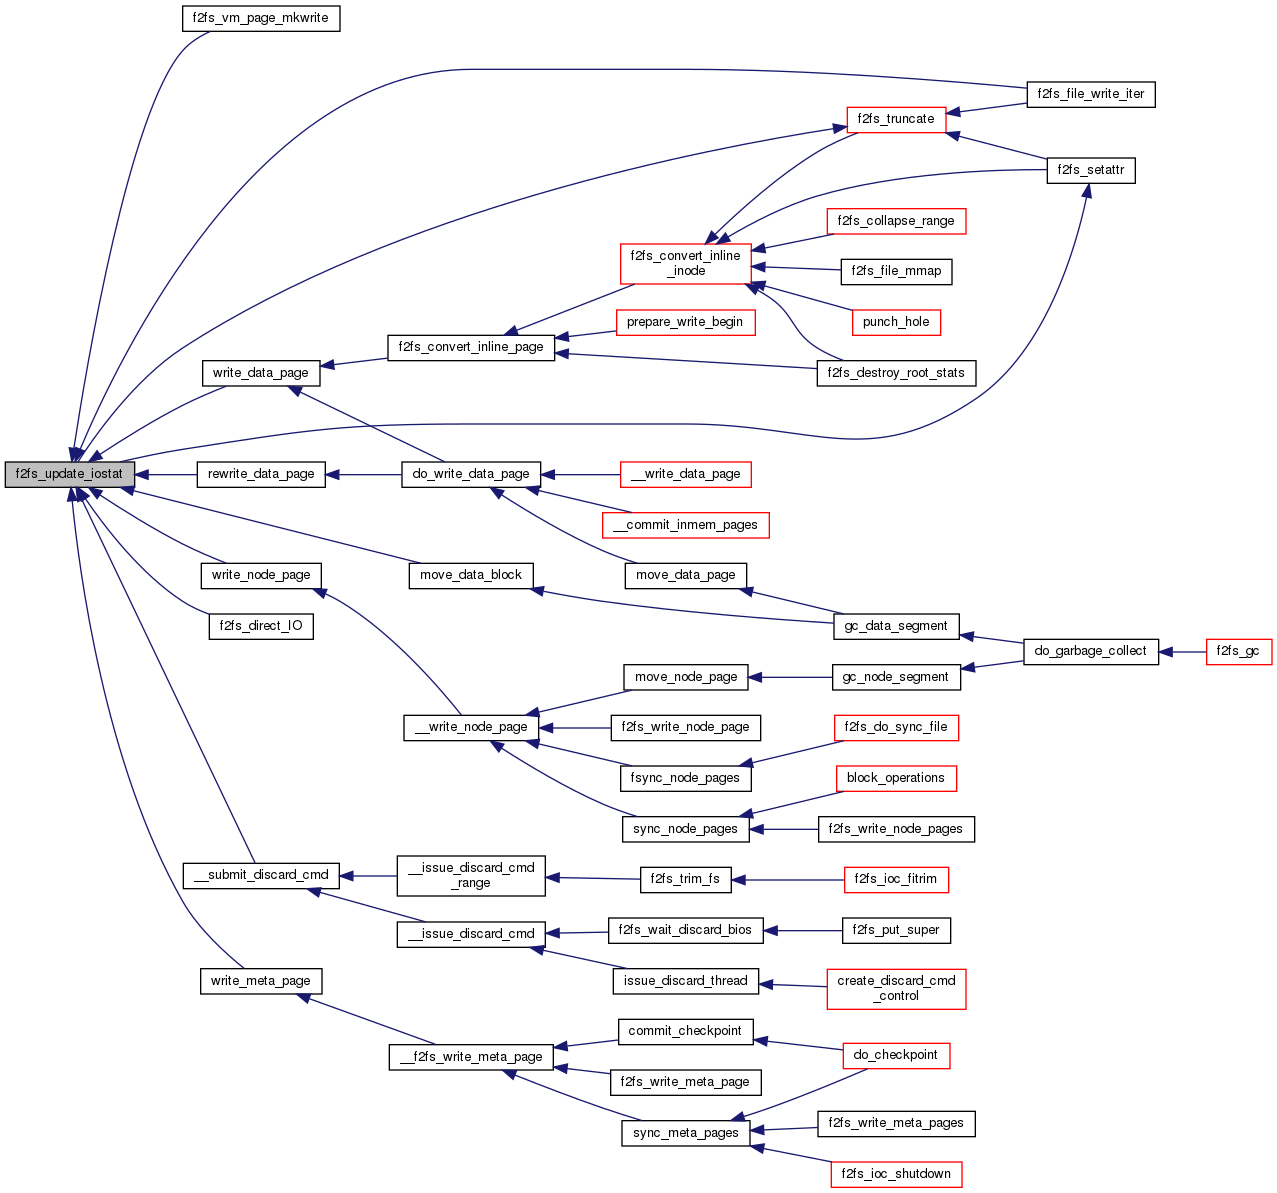 f2fs_vm_page_mkwrite
f2fs_file_write_iter
f2fs_truncate
f2fs_setattr
f2fs_collapse_range
f2fs_convert_inline
_inode
f2fs_file_mmap
prepare_write_begin
punch_hole
f2fs_convert_inline_page
write_data_page
f2fs_destroy_root_stats
f2fs_update_iostat
rewrite_data_page
do_write_data_page
__write_data_page
__commit_inmem_pages
write_node_page
move_data_block
move_data_page
f2fs_direct_IO
gc_data_segment
do_garbage_collect
f2fs_gc
move_node_page
gc_node_segment
__write_node_page
f2fs_write_node_page
f2fs_do_sync_file
fsync_node_pages
block_operations
sync_node_pages
f2fs_write_node_pages
__submit_discard_cmd
__issue_discard_cmd
_range
f2fs_trim_fs
f2fs_ioc_fitrim
__issue_discard_cmd
f2fs_wait_discard_bios
f2fs_put_super
write_meta_page
issue_discard_thread
create_discard_cmd
_control
commit_checkpoint
__f2fs_write_meta_page
do_checkpoint
f2fs_write_meta_page
sync_meta_pages
f2fs_write_meta_pages
f2fs_ioc_shutdown